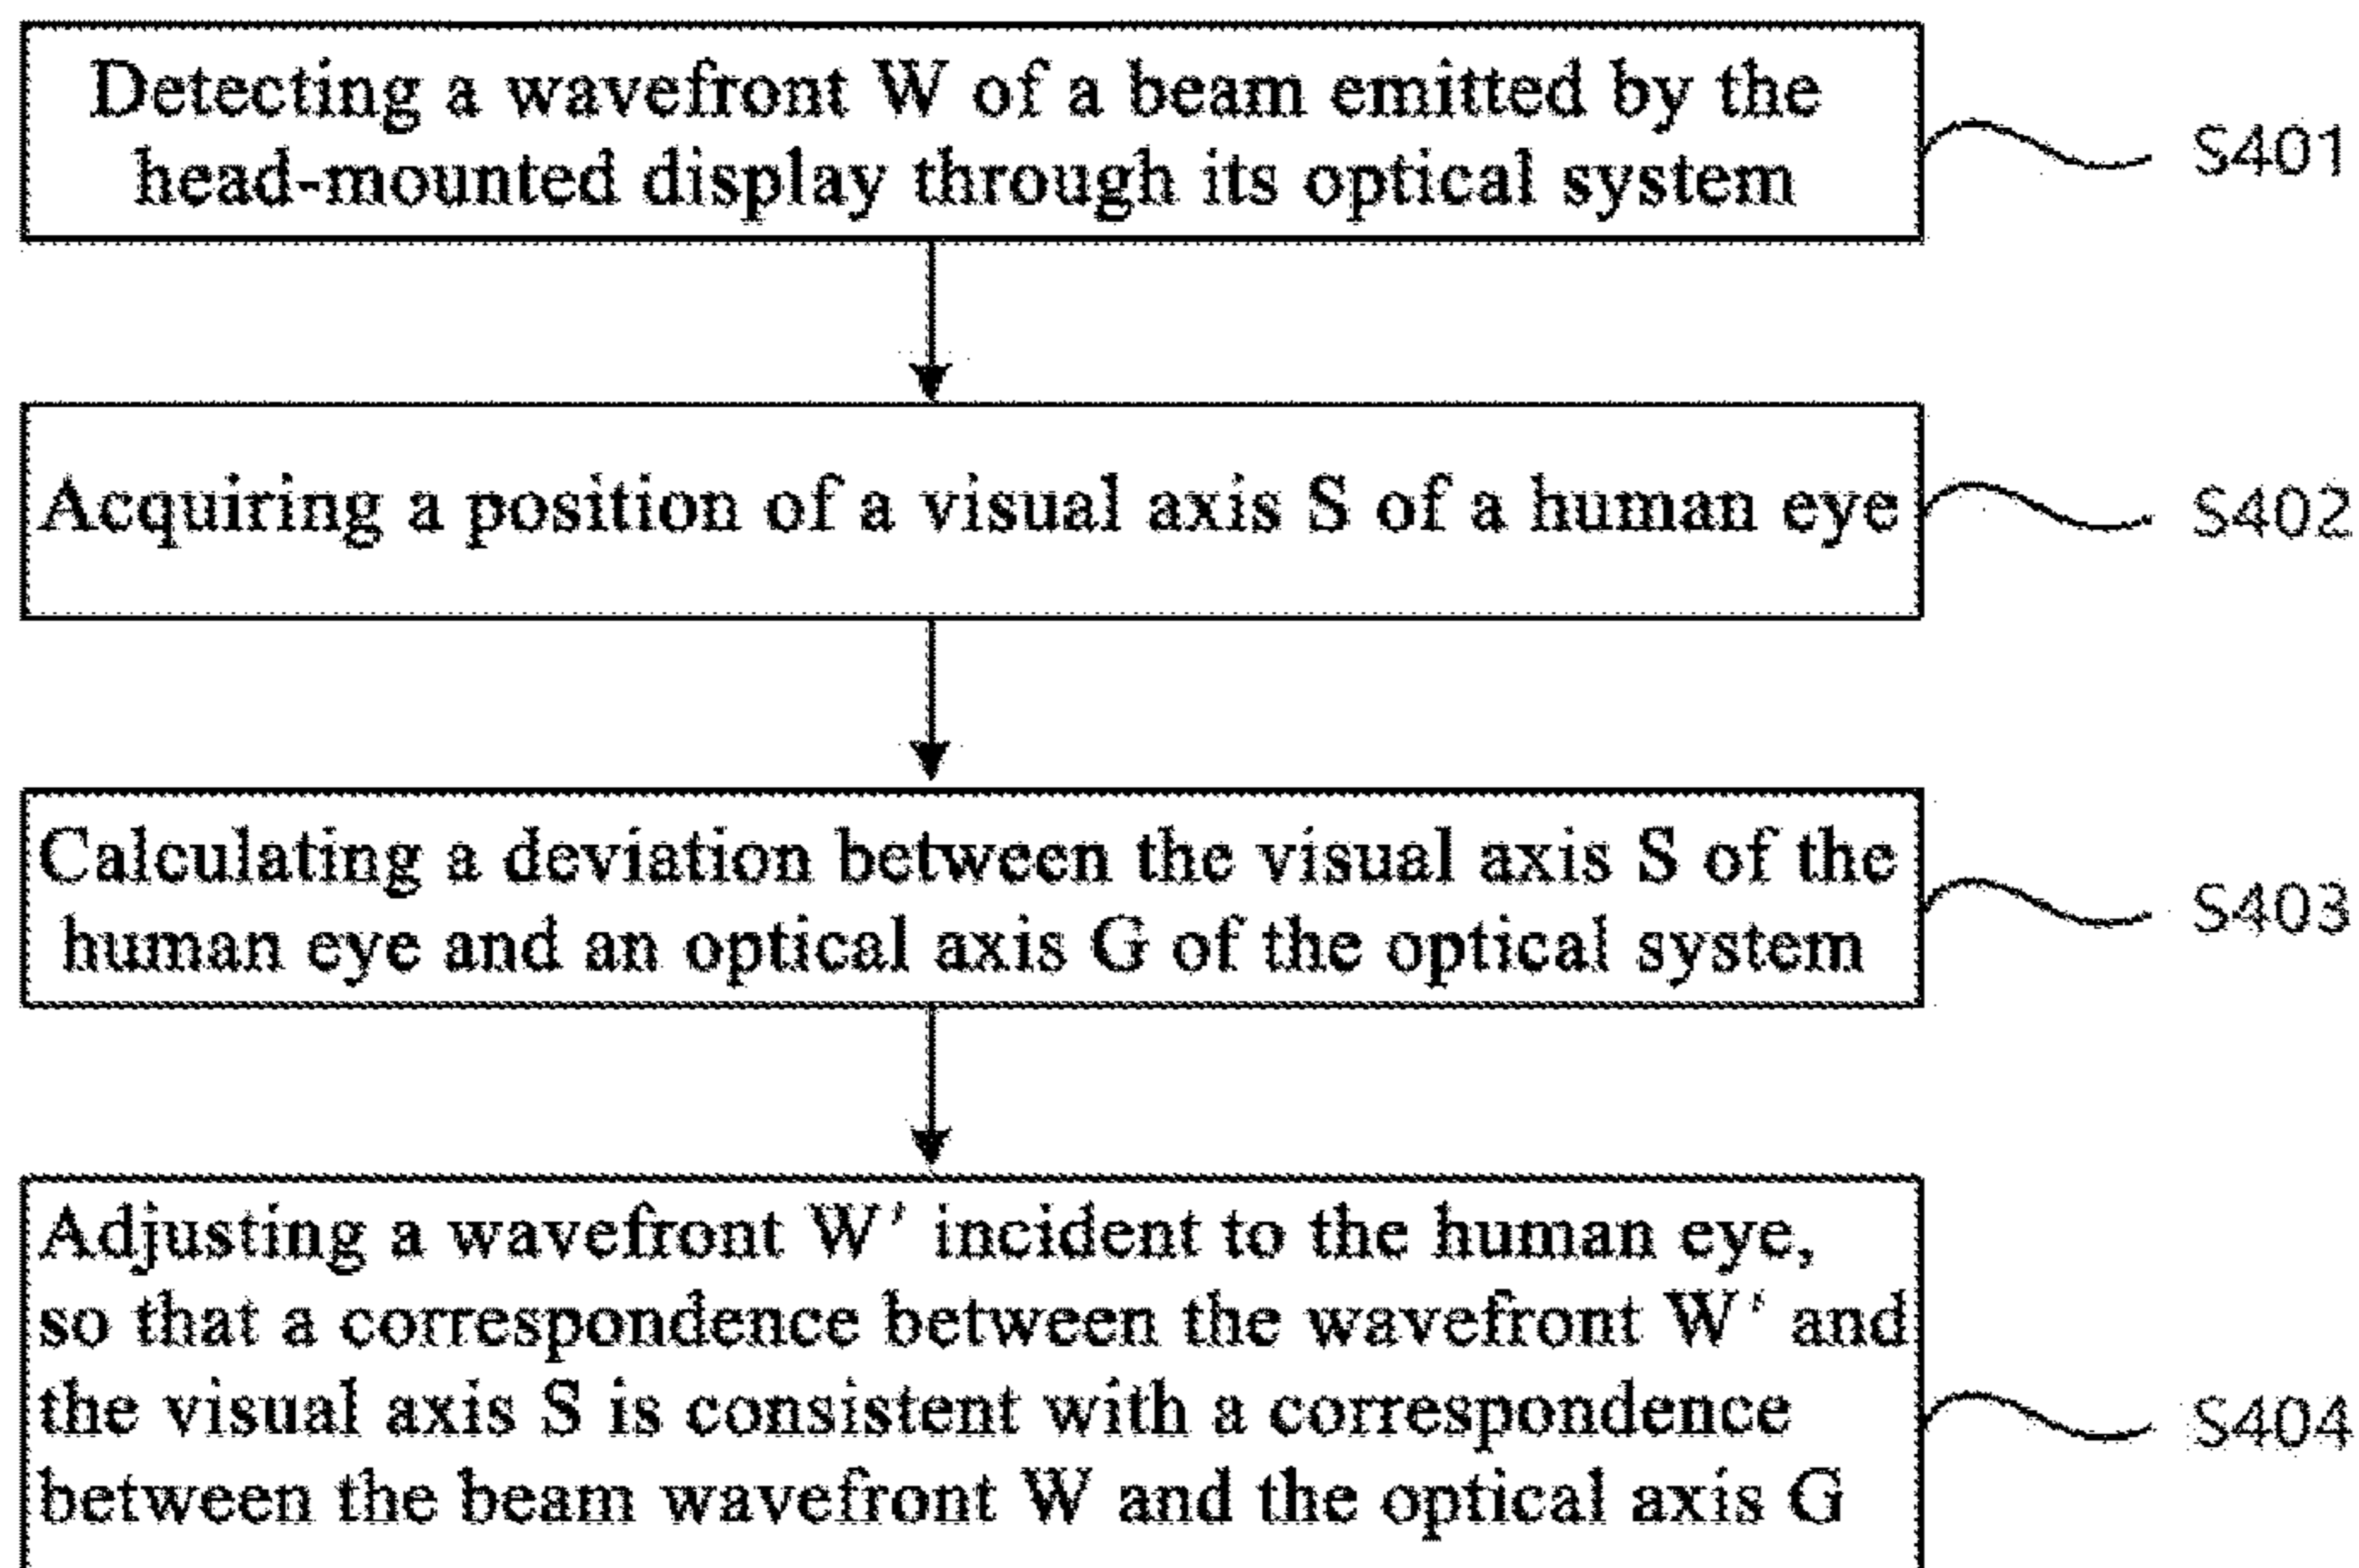 Detecting a wavefront W of a beam emitted by the
head-mounted display through its optical system
S401
Acquiring a position of a visual axis S of a human eye
S402
Calculating a deviation between the visual axis S of the
human eye and an optical axis G of the optical system
S403
Adjusting a wavefront W' incident to the human eye,
so that a correspondence between the wavefront W' and
the visual axis S is consistent with a correspondence
between the beam wavefront W and the optical axis G
S404